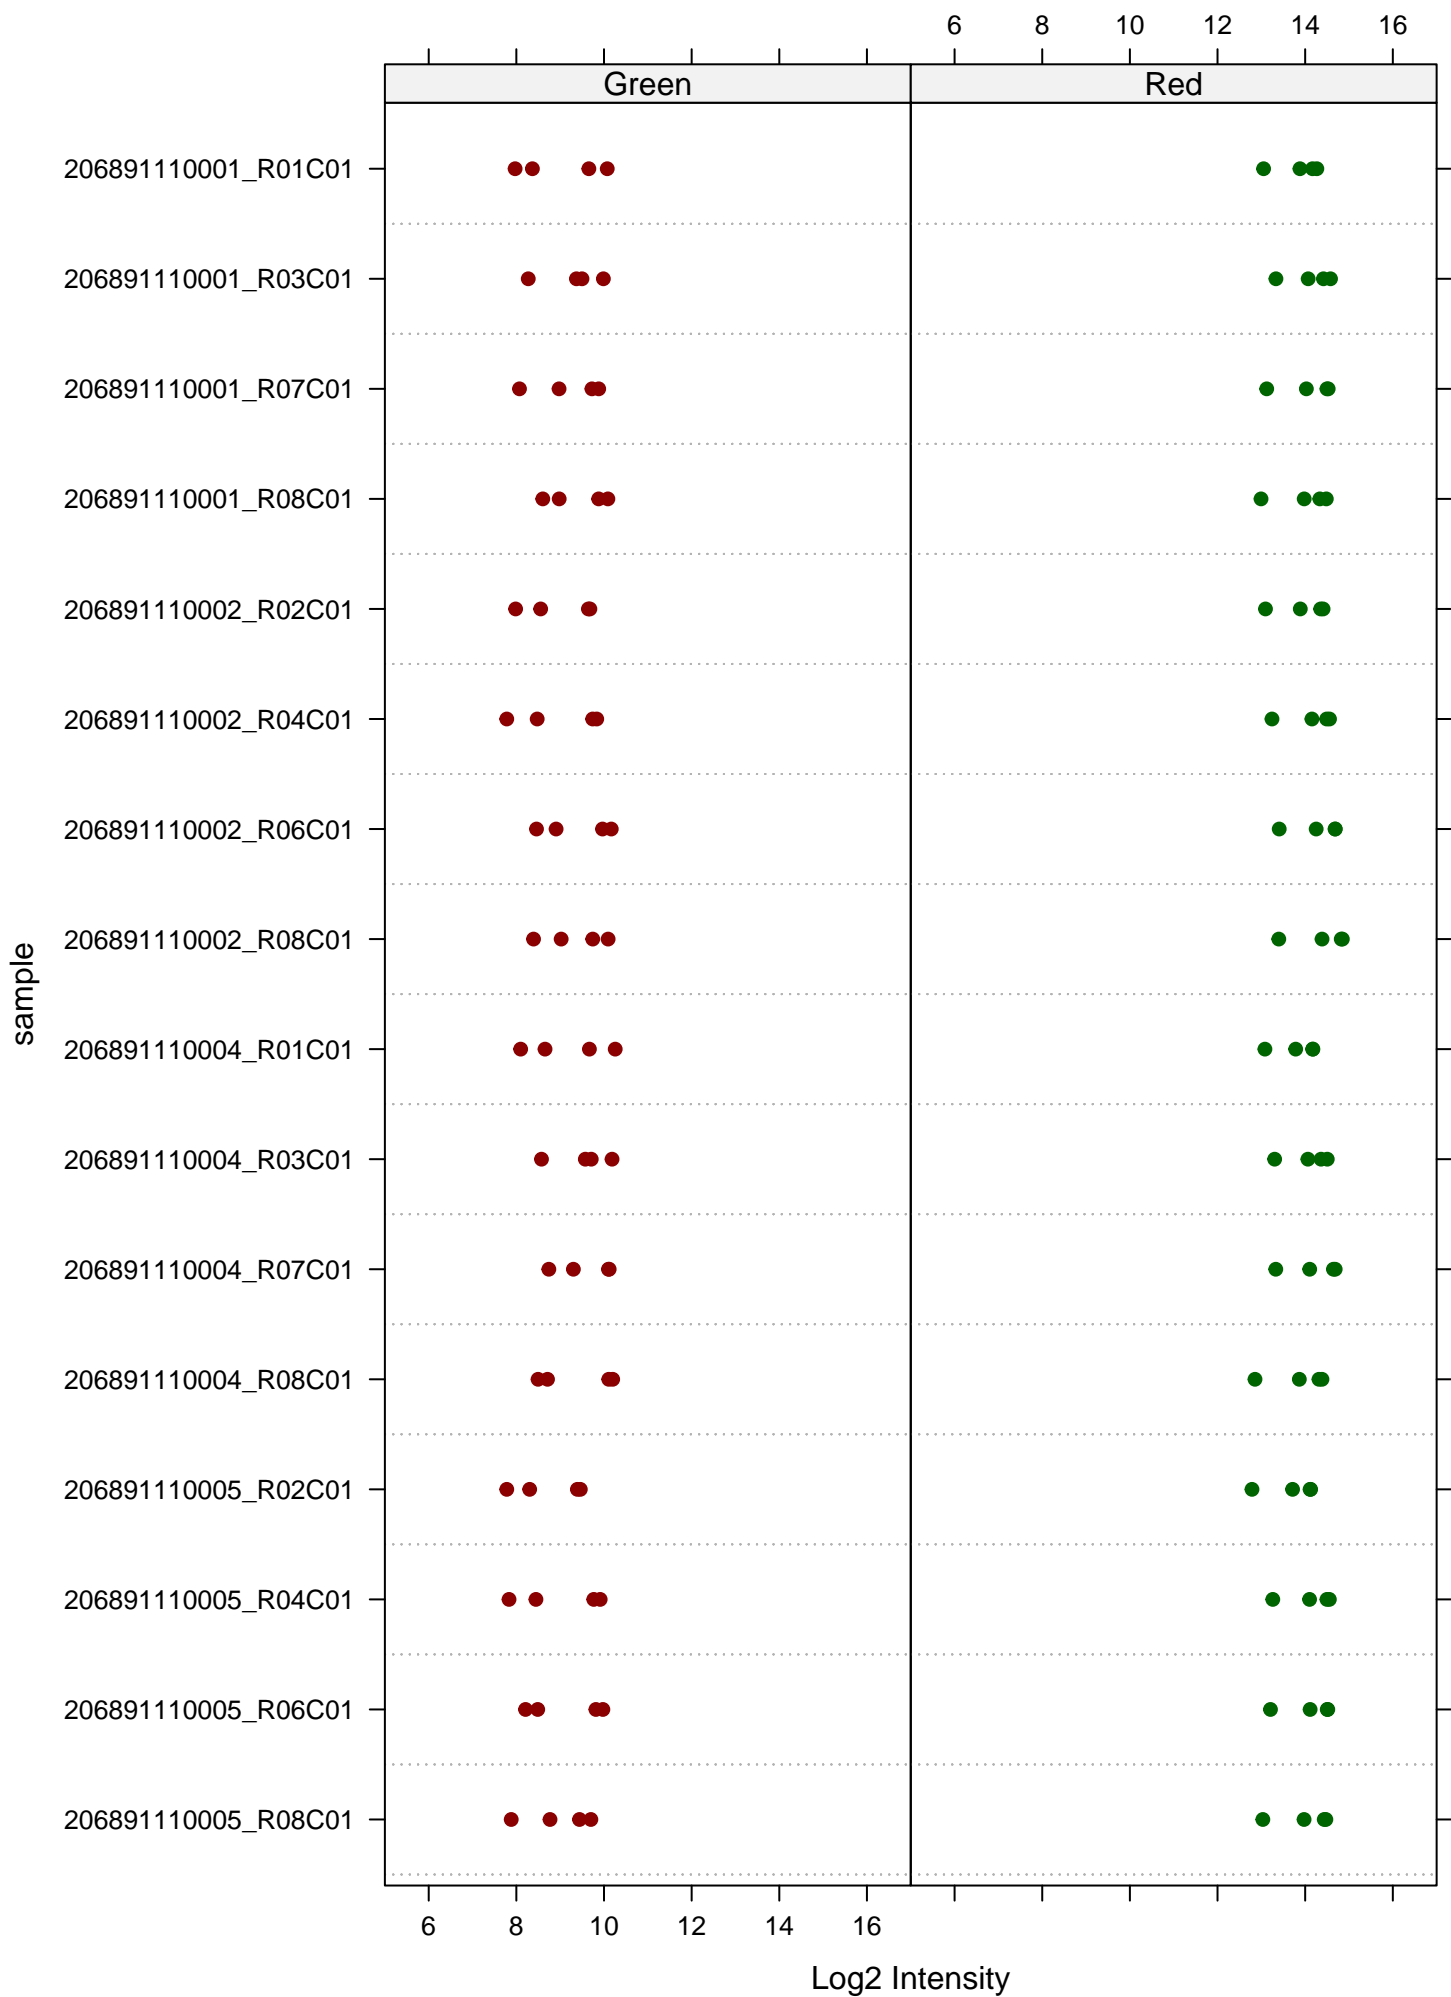 6 8 10 12 14 16
Green Red
206891110001_R01C01
206891110001_R03C01
206891110001_R07C01
206891110001_R08C01
206891110002_R02C01
206891110002_R04C01
206891110002_R06C01
206891110002_R08C01
206891110004_R01C01
206891110004_R03C01
206891110004_R07C01
206891110004_R08C01
206891110005_R02C01
206891110005_R04C01
206891110005_R06C01
206891110005_R08C01
sample
6 8 10 12 14 16
Log2 Intensity